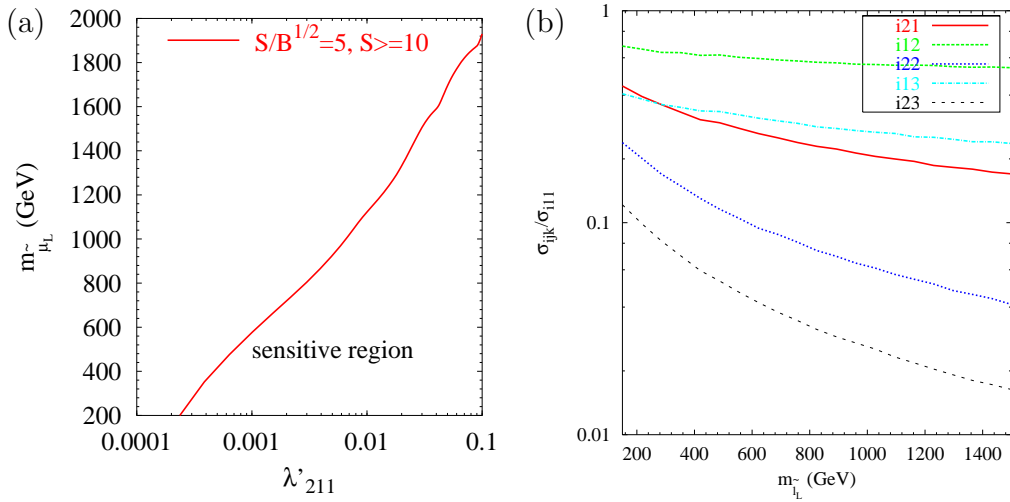 (a)
2000
1800
1600
1400
1200
1000
800
600
400
200
m_μ̃_L (GeV)
S/B^1/2=5, S>=10
sensitive region
0.0001
0.001
0.01
0.1
λ'_211
(b)
1
0.1
0.01
σ_ijk/σ_i11
i21
i12
i22
i13
i23
200
400
600
800
1000
1200
1400
m_l̃_L (GeV)